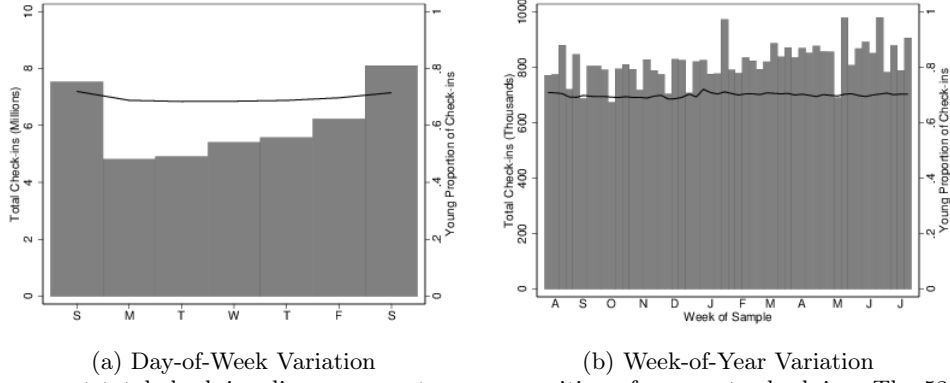 10
8
6
4
2
0
Total Check-ins (Millions)
1
.8
.6
.4
.2
0
Young Proportion of Check-ins
S M T W T F S
(a) Day-of-Week Variation
1000
800
600
400
200
0
Total Check-ins (Thousands)
1
.8
.6
.4
.2
0
Young Proportion of Check-ins
A S O N D J F M A M J J
Week of Sample
(b) Week-of-Year Variation